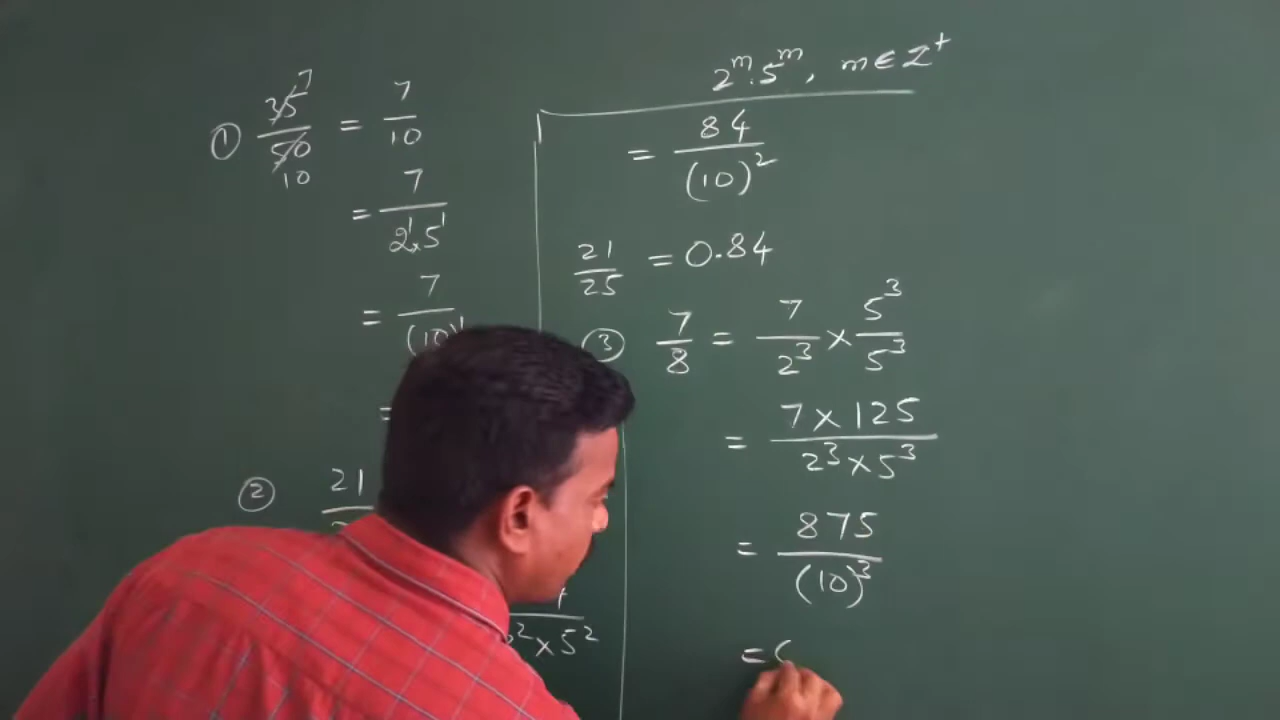 2^m · 5^m, m ∈ Z^+
① 35/50 = 7/10
7
10
= 7/(2^1 × 5^1)
= 7/(10)^1
=
② 21
2 × 5^2
= 84/(10)^2
21/25 = 0.84
③ 7/8 = 7/2^3 × 5^3/5^3
= (7 × 125)/(2^3 × 5^3)
= 875/(10)^3
=